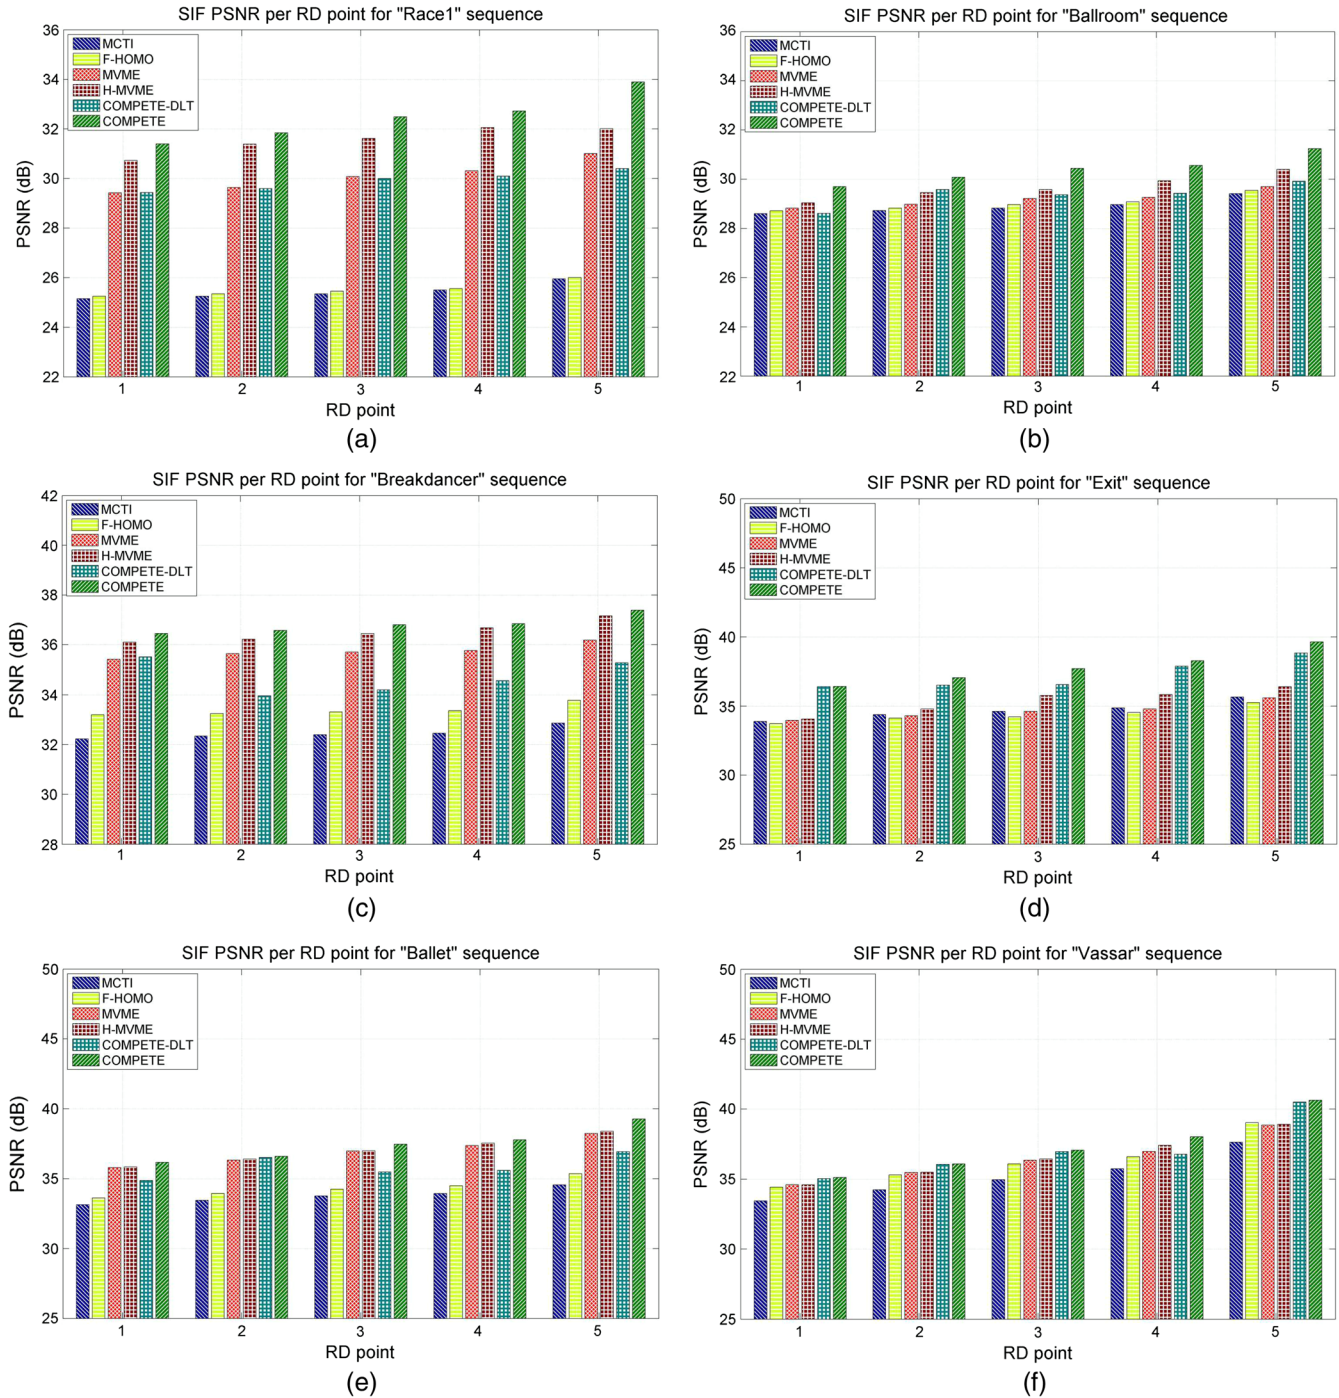 SIF PSNR per RD point for "Race1" sequence
36
34
32
30
28
26
24
22
PSNR (dB)
MCTI
F-HOMO
MVME
H-MVME
COMPETE-DLT
COMPETE
1 2 3 4 5
RD point
(a)
SIF PSNR per RD point for "Ballroom" sequence
36
34
32
30
28
26
24
22
PSNR (dB)
MCTI
F-HOMO
MVME
H-MVME
COMPETE-DLT
COMPETE
1 2 3 4 5
RD point
(b)
SIF PSNR per RD point for "Breakdancer" sequence
42
40
38
36
34
32
30
28
PSNR (dB)
MCTI
F-HOMO
MVME
H-MVME
COMPETE-DLT
COMPETE
1 2 3 4 5
RD point
(c)
SIF PSNR per RD point for "Exit" sequence
50
45
40
35
30
25
PSNR (dB)
MCTI
F-HOMO
MVME
H-MVME
COMPETE-DLT
COMPETE
1 2 3 4 5
RD point
(d)
SIF PSNR per RD point for "Ballet" sequence
50
45
40
35
30
25
PSNR (dB)
MCTI
F-HOMO
MVME
H-MVME
COMPETE-DLT
COMPETE
1 2 3 4 5
RD point
(e)
SIF PSNR per RD point for "Vassar" sequence
50
45
40
35
30
25
PSNR (dB)
MCTI
F-HOMO
MVME
H-MVME
COMPETE-DLT
COMPETE
1 2 3 4 5
RD point
(f)